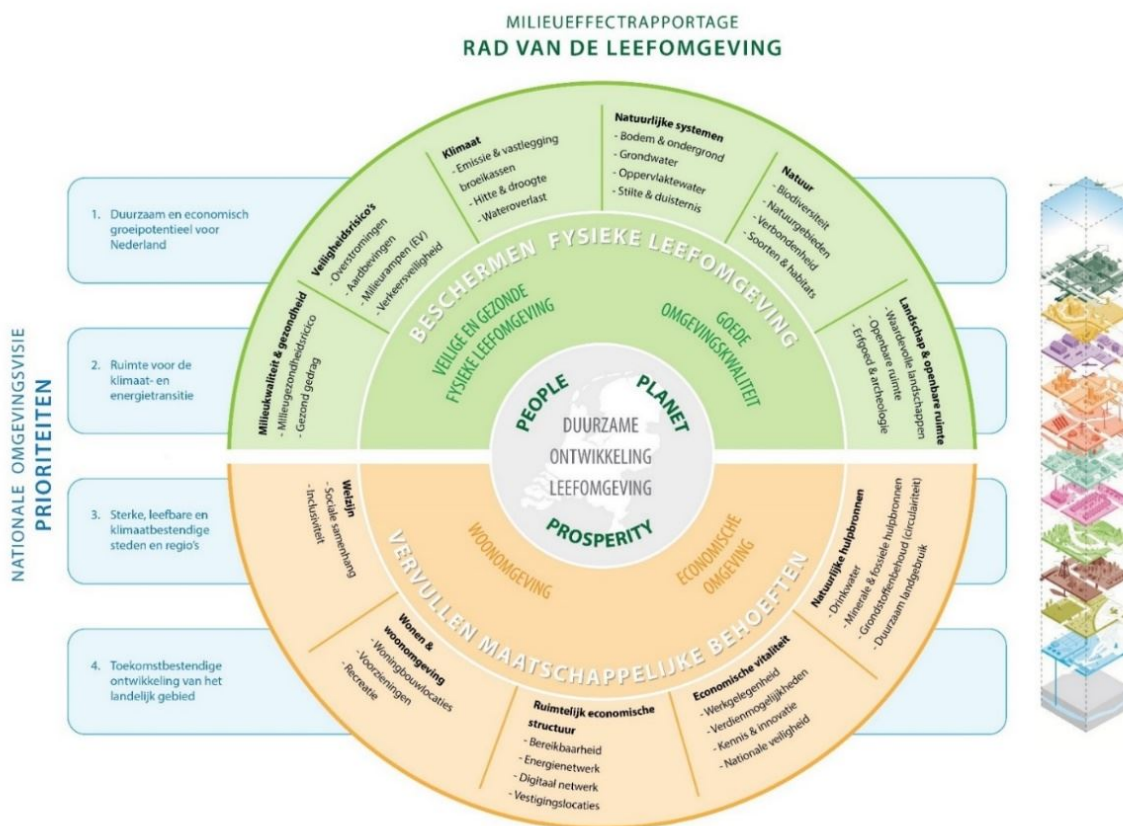 MILIEUEFFECTRAPPORTAGE
RAD VAN DE LEEFOMGEVING
NATIONALE OMGEVINGSVISIE
PRIORITEITEN
1. Duurzaam en economisch
groeipotentieel voor
Nederland
2. Ruimte voor de
klimaat- en
energietransitie
3. Sterke, leefbare en
klimaatbestendige
steden en regio's
4. Toekomstbestendige
ontwikkeling van het
landelijk gebied
Milieukwaliteit & gezondheid
- Milieugezondheidsricico
- Gezond gedrag
Veiligheidsrisico's
- Overstromingen
- Aardbevingen
- Milieurampen (EV)
- Verkeersveiligheid
Klimaat
- Emissie & vastlegging
broeikassen
- Hitte & droogte
- Wateroverlast
Natuurlijke systemen
- Bodem & ondergrond
- Grondwater
- Oppervlaktewater
- Stilte & duisternis
Natuur
- Biodiversiteit
- Natuurgebieden
- Verbondenheid
- Soorten & habitats
Landschap & openbare ruimte
- Waardevolle landschappen
- Openbare ruimte
- Erfgoed & archeologie
BESCHERMEN FYSIEKE LEEFOMGEVING
VEILIGE EN GEZONDE
FYSIEKE LEEFOMGEVING
GOEDE
OMGEVINGSKWALITEIT
PEOPLE
PLANET
DUURZAME
ONTWIKKELING
LEEFOMGEVING
PROSPERITY
WOONOMGEVING
ECONOMISCHE
OMGEVING
VERVULLEN MAATSCHAPPELIJKE BEHOEFTEN
Welzijn
- Sociale samenhang
- Inclusiviteit
Wonen &
woonomgeving
- Woningbouwlocaties
- Voorzieningen
- Recreatie
Ruimtelijk economische
structuur
- Bereikbaarheid
- Energienetwerk
- Digitaal netwerk
- Vestigingslocaties
Economische vitaliteit
- Werkgelegenheid
- Verdienmogelijkheden
- Kennis & innovatie
- Nationale veiligheid
Natuurlijke hulpbronnen
- Drinkwater
- Minerale & fossiele hulpbronnen
- Grondstoffenbehoud (circulairiteit)
- Duurzaam landgebruik